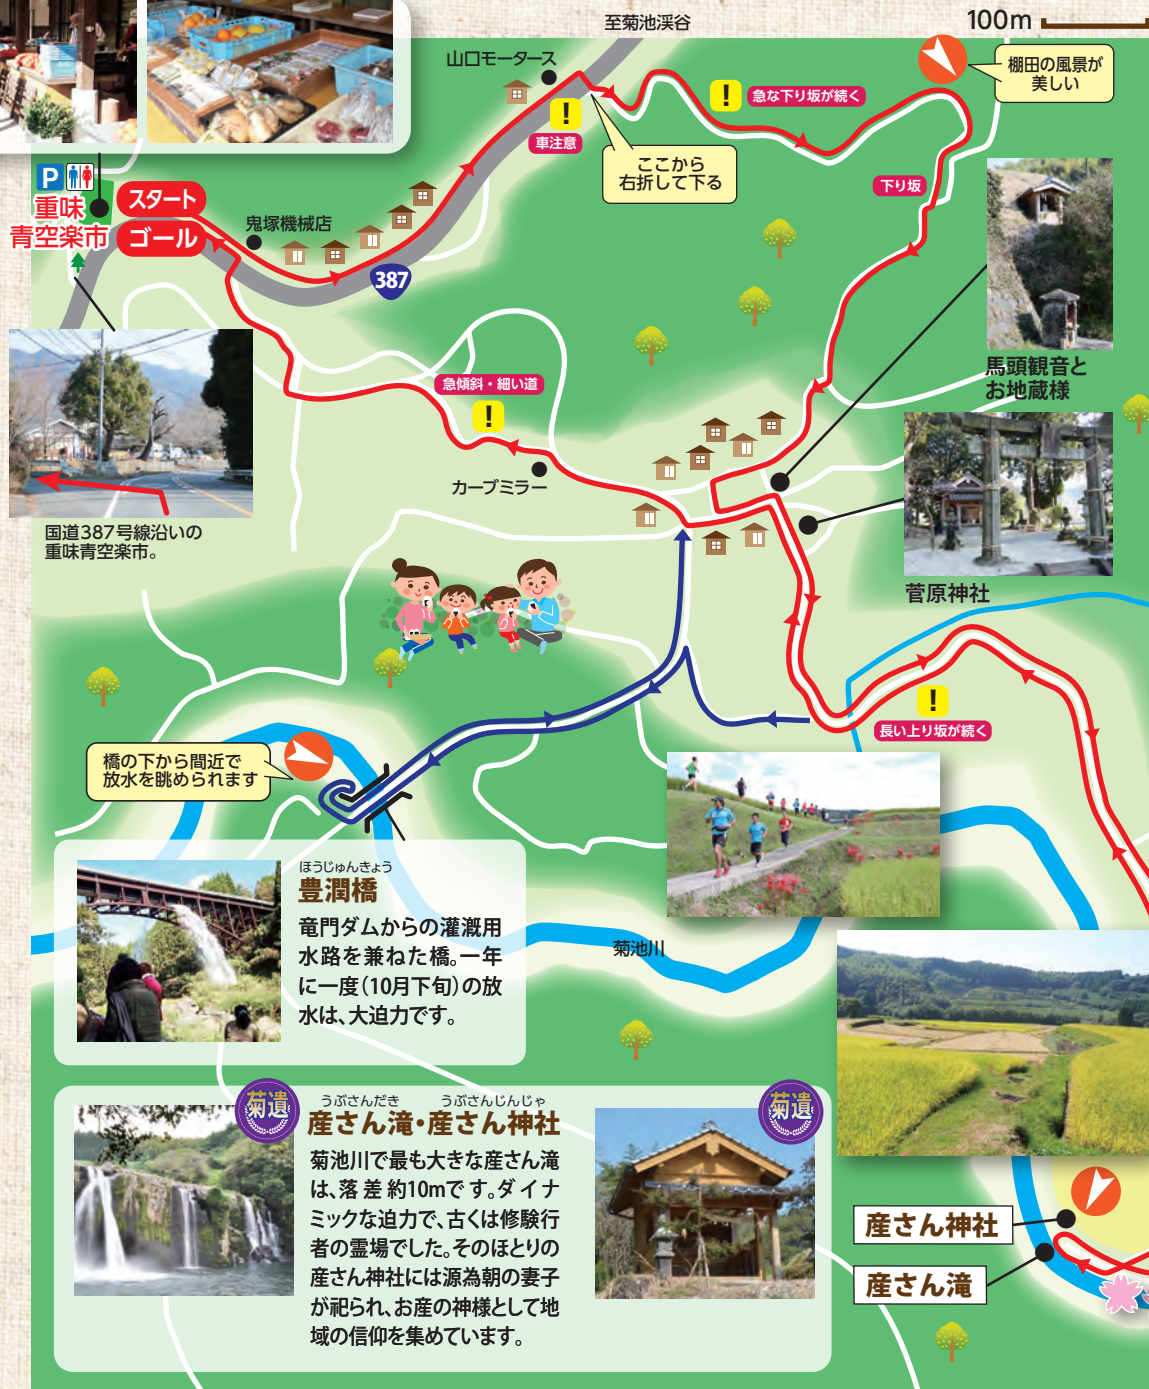 至菊池渓谷
100m
山口モータース
棚田の風景が
美しい
!
急な下り坂が続く
!
車注意
ここから
右折して下る
P
スタート
重味
青空楽市
ゴール
鬼塚機械店
下り坂
387
馬頭観音と
お地蔵様
急傾斜・細い道
!
カーブミラー
国道387号線沿いの
重味青空楽市。
菅原神社
!
長い上り坂が続く
橋の下から間近で
放水を眺められます
ほうじゅんきょう
豊潤橋
竜門ダムからの灌漑用
水路を兼ねた橋。一年
に一度(10月下旬)の放
水は、大迫力です。
菊池川
菊遺
うぶさんだき うぶさんじんじゃ
産さん滝・産さん神社
菊池川で最も大きな産さん滝
は、落差約10mです。ダイナ
ミックな迫力で、古くは修験行
者の霊場でした。そのほとりの
産さん神社には源為朝の妻子
が祀られ、お産の神様として地
域の信仰を集めています。
菊遺
産さん神社
産さん滝